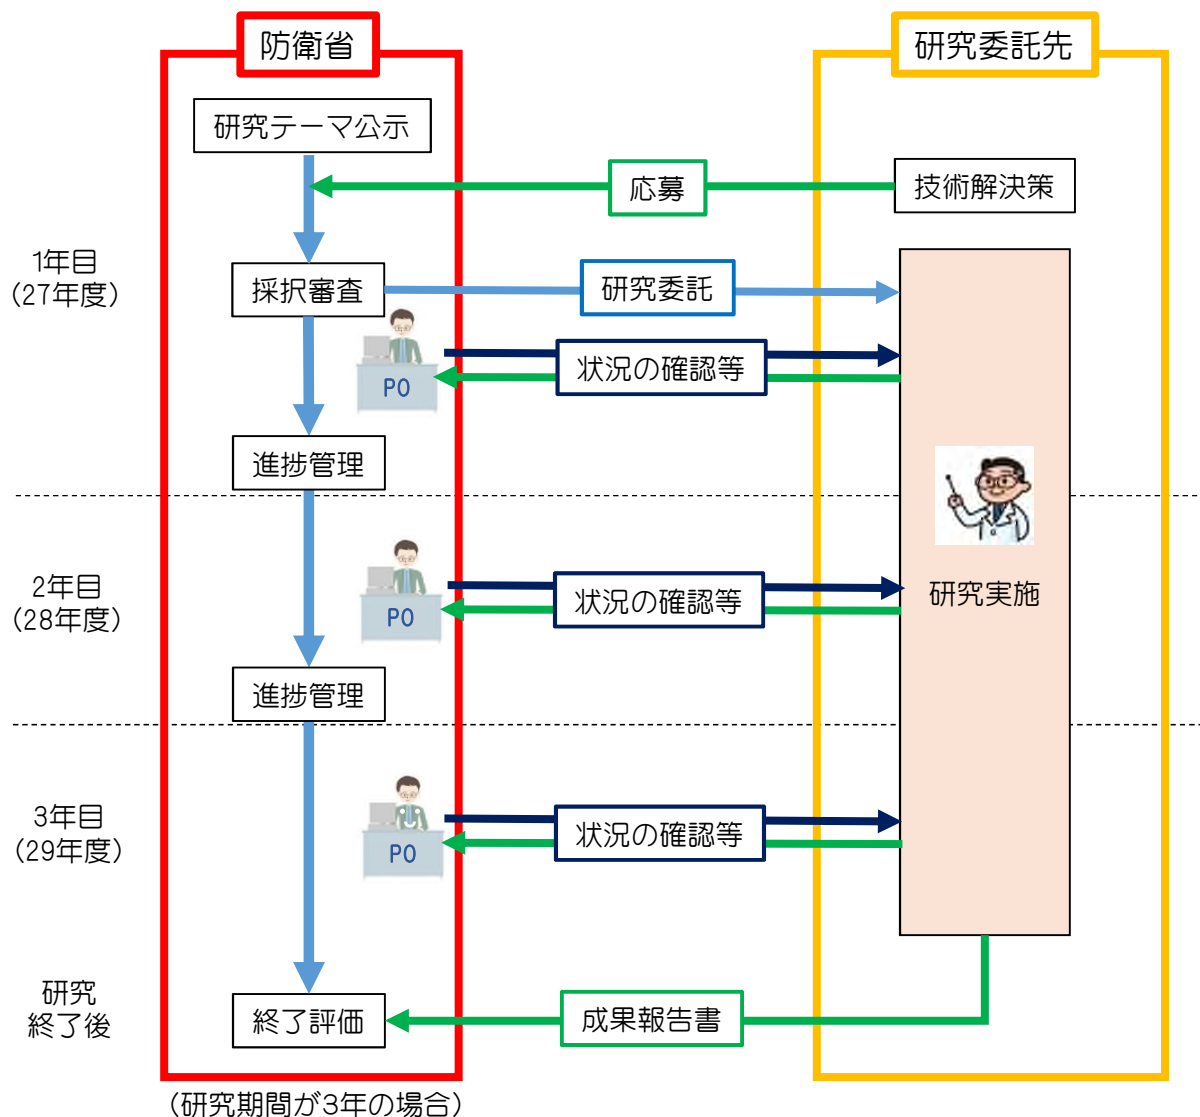 防衛省
研究委託先
研究テーマ公示
応募
技術解決策
1年目
(27年度)
採択審査
研究委託
状況の確認等
PO
進捗管理
2年目
(28年度)
状況の確認等
PO
研究実施
進捗管理
3年目
(29年度)
状況の確認等
PO
研究
終了後
終了評価
成果報告書
(研究期間が3年の場合)